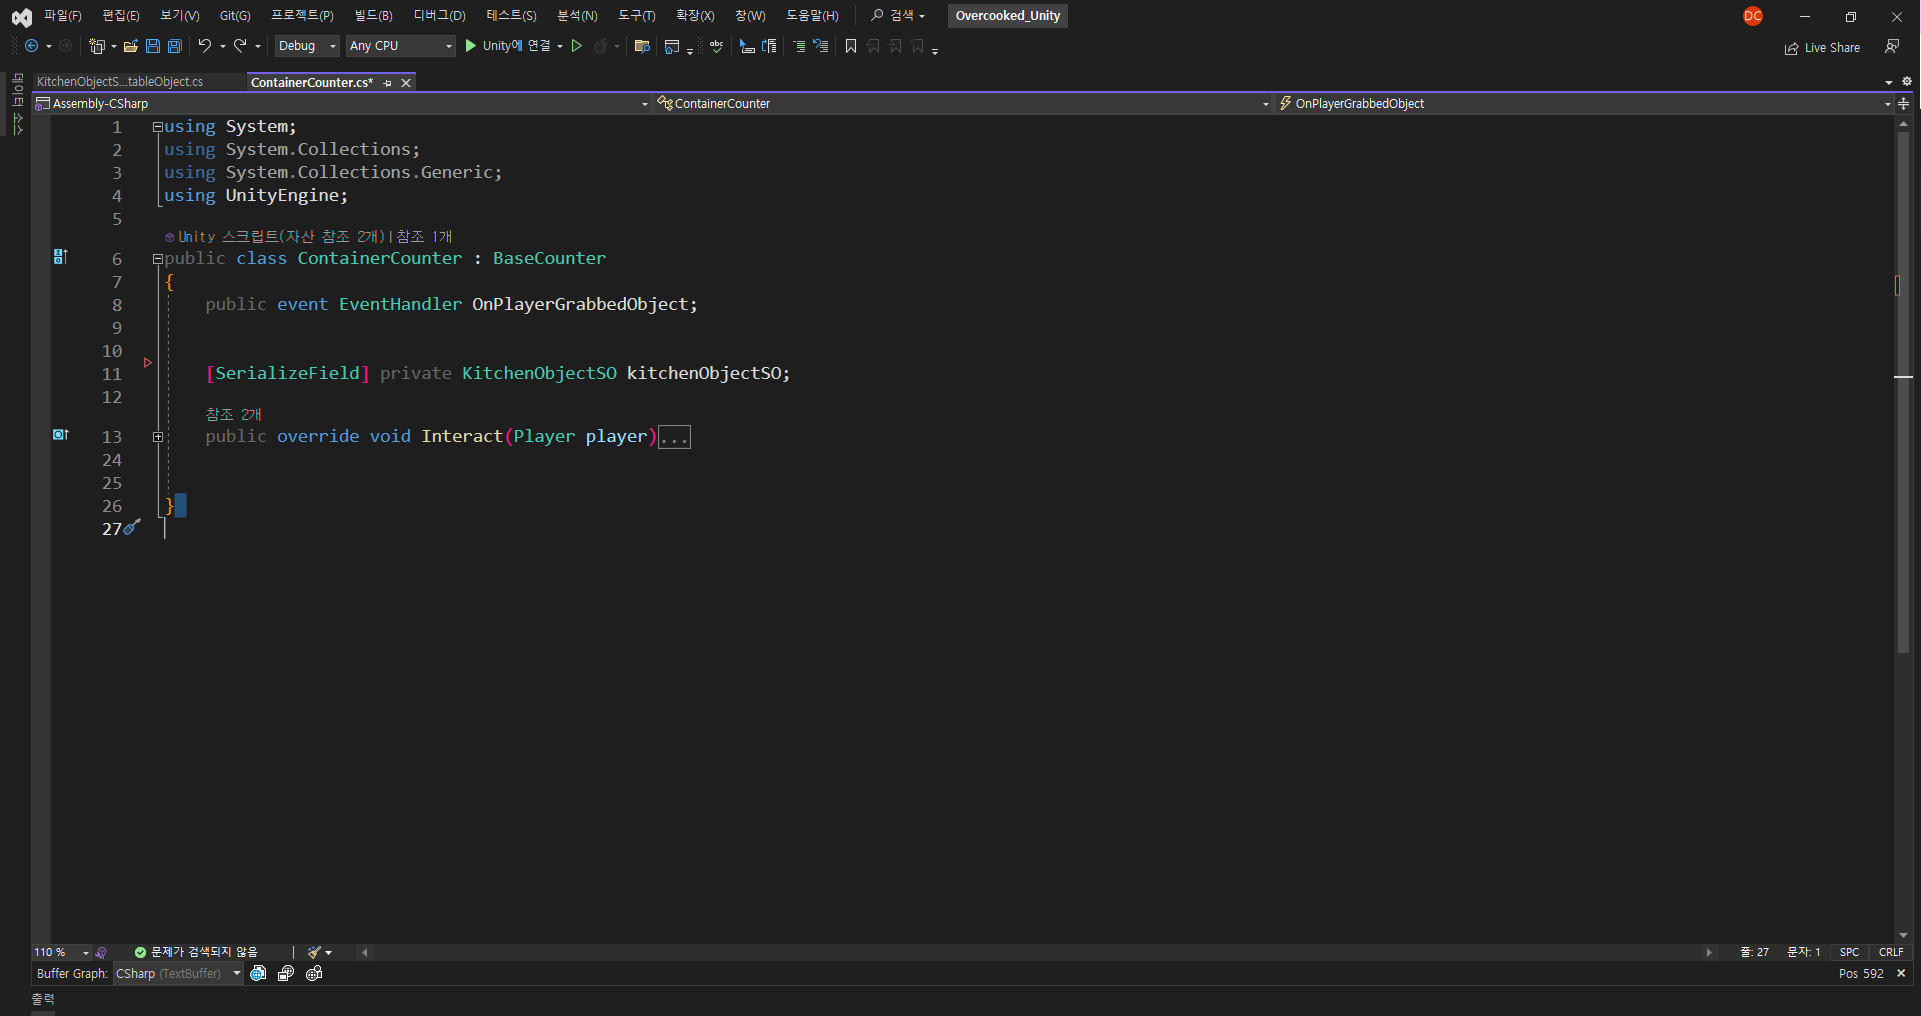 파일(F) 편집(E) 보기(V) Git(G) 프로젝트(P) 빌드(B) 디버그(D) 테스트(S) 분석(N) 도구(T) 확장(X) 창(W) 도움말(H) 검색 Overcooked_Unity DC
Debug Any CPU Unity에 연결 abc Live Share
데이터 소스
KitchenObjectS...tableObject.cs ContainerCounter.cs*
Assembly-CSharp ContainerCounter OnPlayerGrabbedObject
1 using System;
2 using System.Collections;
3 using System.Collections.Generic;
4 using UnityEngine;
5
Unity 스크립트(자산 참조 2개)|참조 1개
6 public class ContainerCounter : BaseCounter
7 {
8 public event EventHandler OnPlayerGrabbedObject;
9
10
11 [SerializeField] private KitchenObjectSO kitchenObjectSO;
12
참조 2개
13 public override void Interact(Player player)...
24
25
26 }
27
110 % 문제가 검색되지 않음 줄: 27 문자: 1 SPC CRLF
Buffer Graph: CSharp (TextBuffer) Pos 592
출력